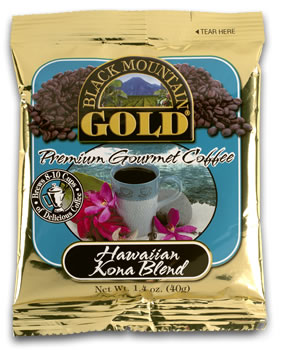 ◄TEAR HERE
BLACK MOUNTAIN
GOLD®
Premium Gourmet Coffee
Brews 8-10 Cups
of Delicious Coffee
Hawaiian
Kona Blend
Net Wt. 1.4 oz. (40g)